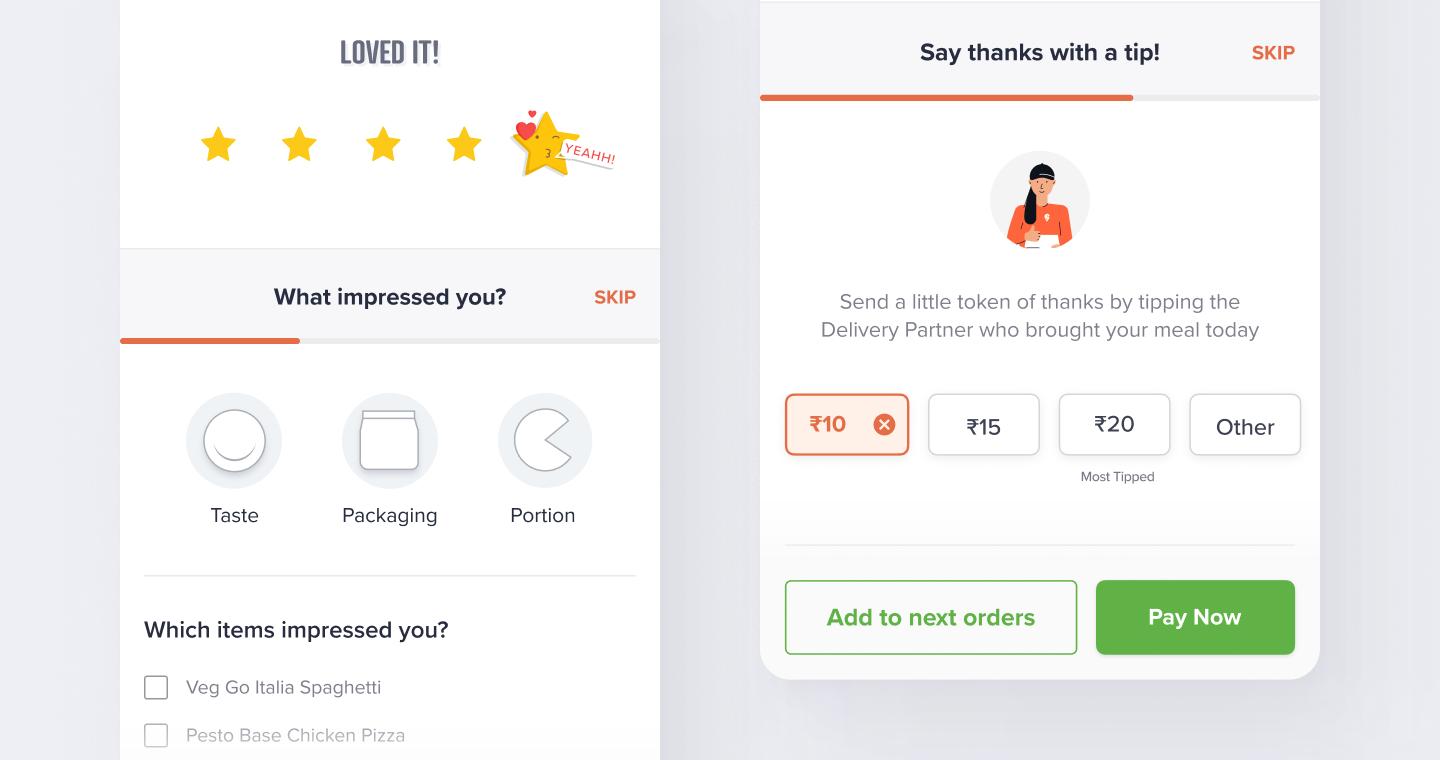 LOVED IT!
YEAHH!
What impressed you?
SKIP
Taste
Packaging
Portion
Which items impressed you?
Veg Go Italia Spaghetti
Pesto Base Chicken Pizza
Say thanks with a tip!
SKIP
Send a little token of thanks by tipping the
Delivery Partner who brought your meal today
₹10
₹15
₹20
Other
Most Tipped
Add to next orders
Pay Now